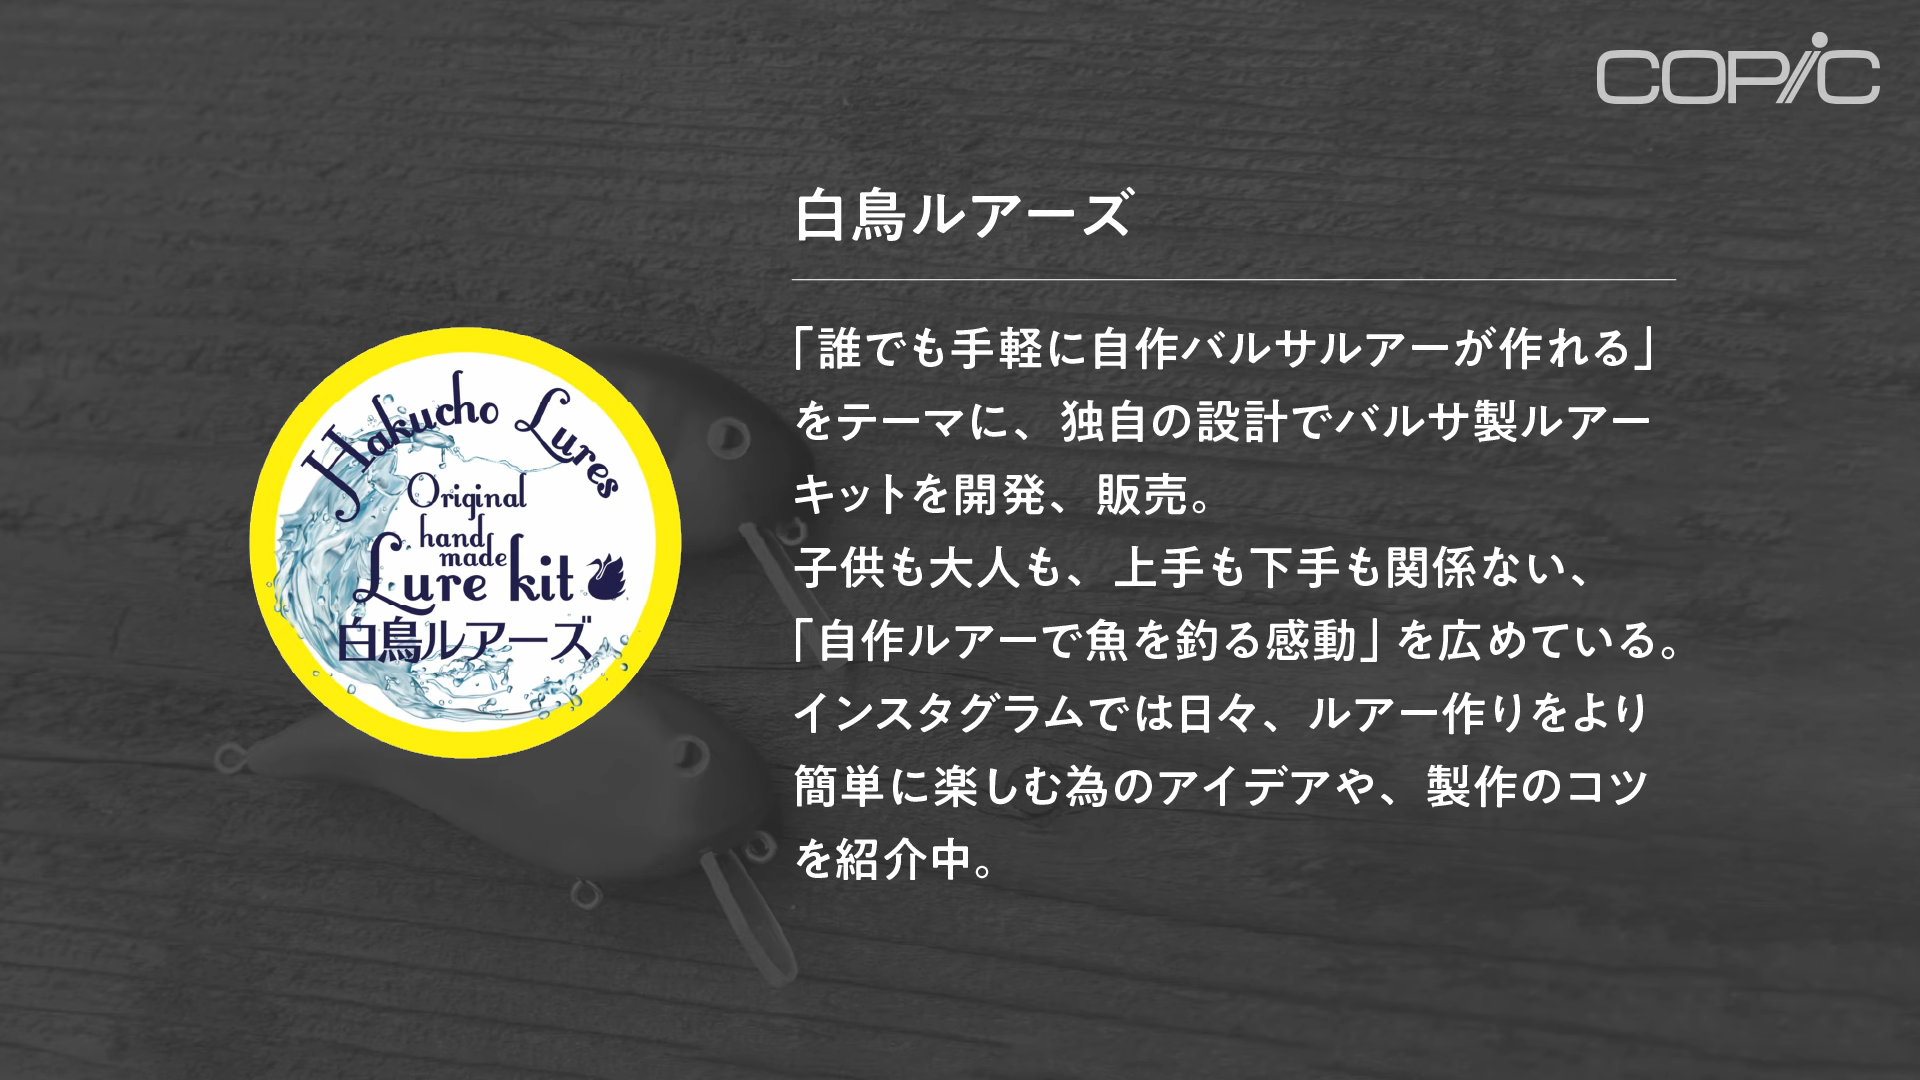 COPiC
白鳥ルアーズ
Hakucho Lures
Original
hand
made
Lure kit
白鳥ルアーズ
「誰でも手軽に自作バルサルアーが作れる」
をテーマに、独自の設計でバルサ製ルアー
キットを開発、販売。
子供も大人も、上手も下手も関係ない、
「自作ルアーで魚を釣る感動」を広めている。
インスタグラムでは日々、ルアー作りをより
簡単に楽しむ為のアイデアや、製作のコツ
を紹介中。